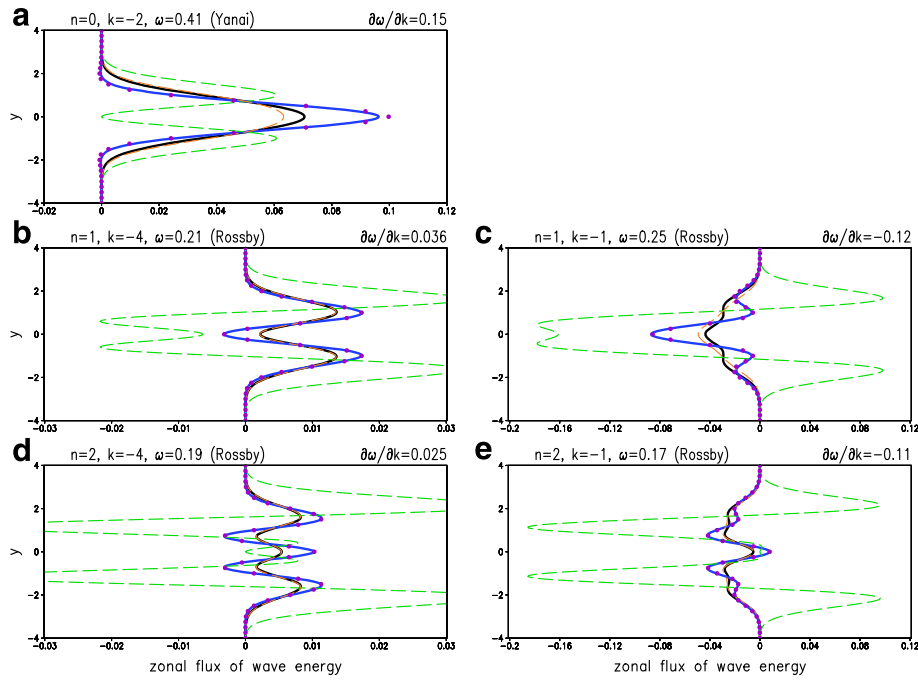 a n=0, k=−2, ω=0.41 (Yanai) ∂ω/∂k=0.15
4
2
0
−2
−4
y
−0.02 0 0.02 0.04 0.06 0.08 0.1 0.12
b n=1, k=−4, ω=0.21 (Rossby) ∂ω/∂k=0.036
4
2
0
−2
−4
y
−0.03 −0.02 −0.01 0 0.01 0.02 0.03
c n=1, k=−1, ω=0.25 (Rossby) ∂ω/∂k=−0.12
4
2
0
−2
−4
−0.2 −0.16 −0.12 −0.08 −0.04 0 0.04 0.08 0.12
d n=2, k=−4, ω=0.19 (Rossby) ∂ω/∂k=0.025
4
2
0
−2
−4
y
−0.03 −0.02 −0.01 0 0.01 0.02 0.03
zonal flux of wave energy
e n=2, k=−1, ω=0.17 (Rossby) ∂ω/∂k=−0.11
4
2
0
−2
−4
−0.2 −0.16 −0.12 −0.08 −0.04 0 0.04 0.08 0.12
zonal flux of wave energy